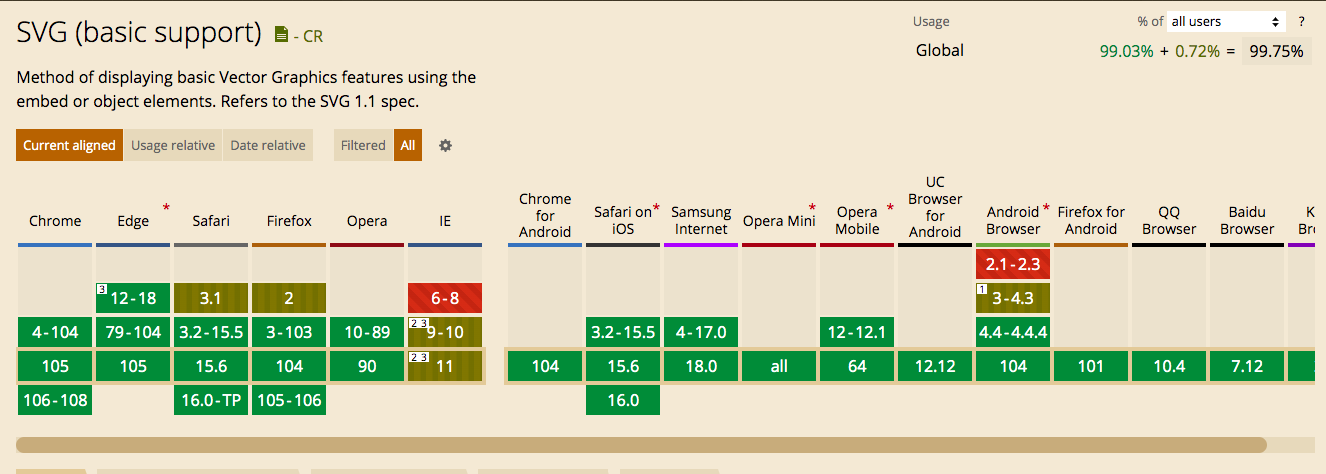 SVG (basic support) - CR
Usage % of all users ?
Global 99.03% + 0.72% = 99.75%
Method of displaying basic Vector Graphics features using the
embed or object elements. Refers to the SVG 1.1 spec.
Current aligned Usage relative Date relative Filtered All
Chrome Edge * Safari Firefox Opera IE
Chrome for Android
Safari on iOS *
Samsung Internet
Opera Mini *
Opera Mobile *
UC Browser for Android
Android Browser *
Firefox for Android
QQ Browser
Baidu Browser
2.1-2.3
3 12-18 3.1 2 6-8 1 3-4.3
4-104 79-104 3.2-15.5 3-103 10-89 2 3 9-10 3.2-15.5 4-17.0 12-12.1 4.4-4.4.4
105 105 15.6 104 90 2 3 11 104 15.6 18.0 all 64 12.12 104 101 10.4 7.12
106-108 16.0-TP 105-106 16.0